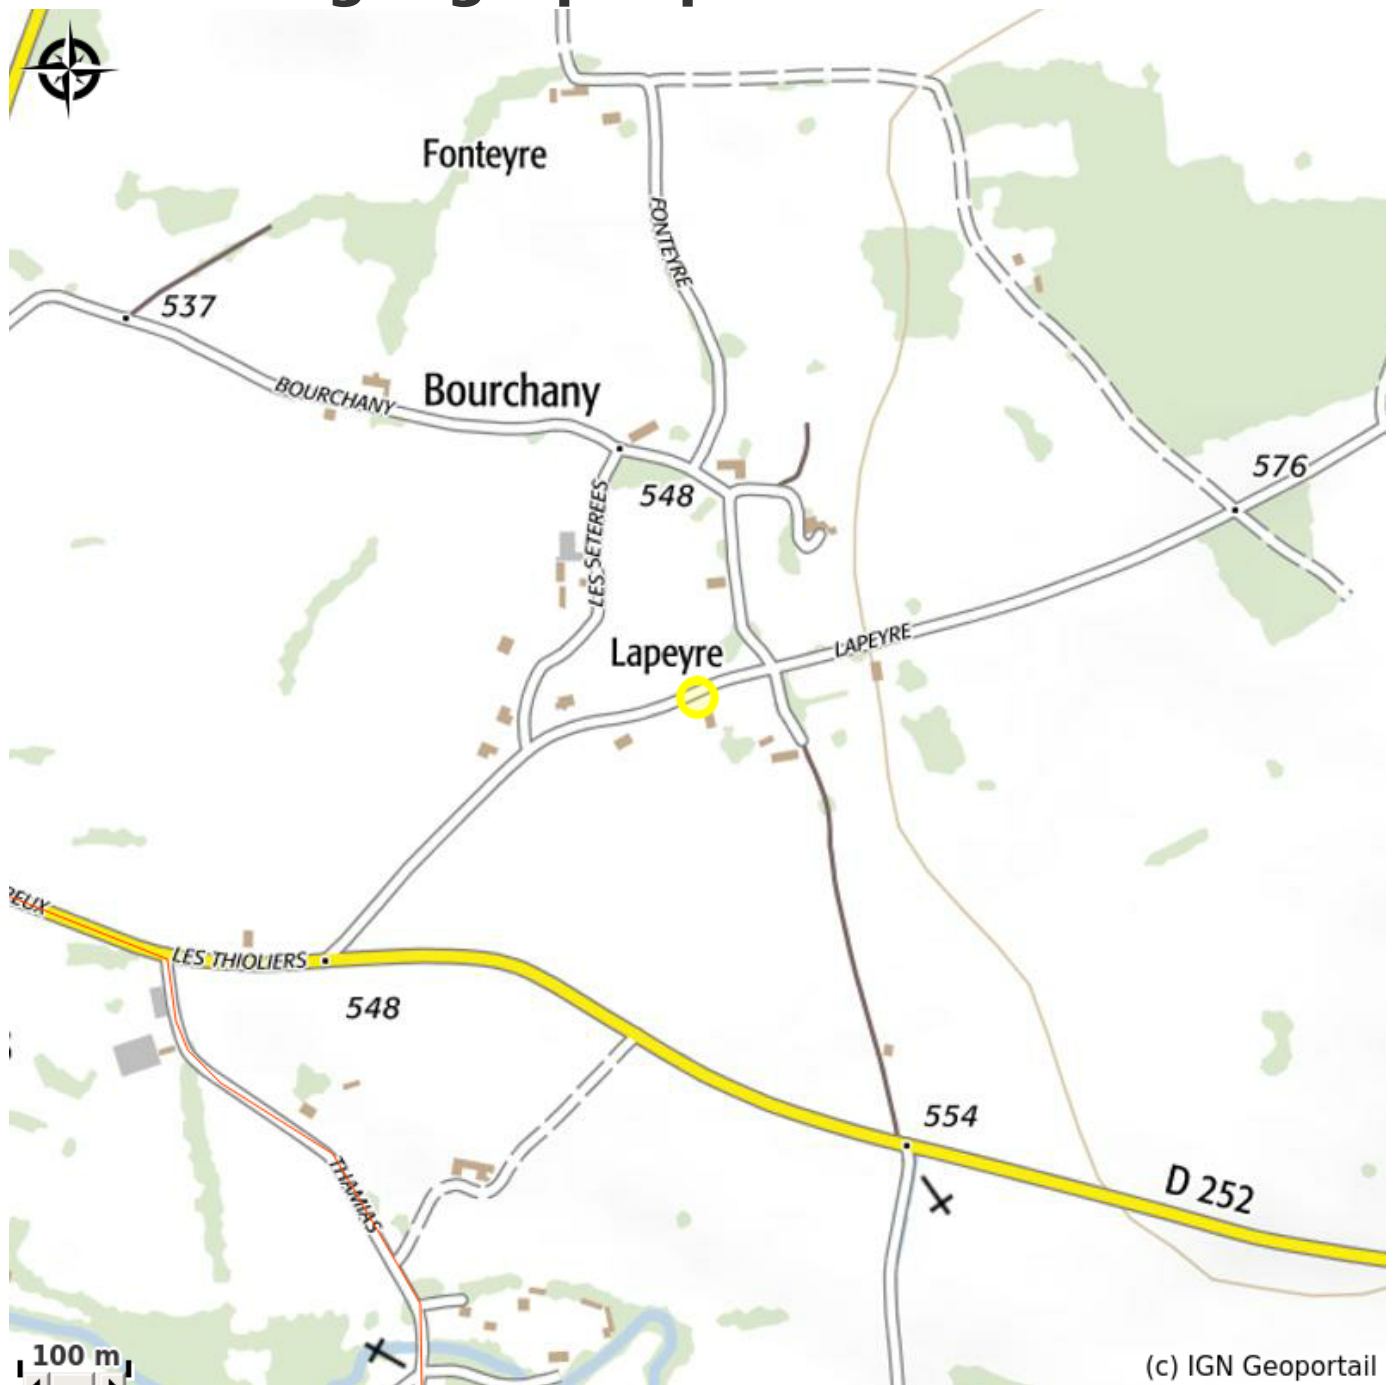 Fonteyre
FONTEYRE
537
BOURCHANY
Bourchany
576
548
LES SETEREES
LAPEYRE
Lapeyre
LES THIOLIERS
548
554
D 252
THAMIAS
100 m
(c) IGN Geoportail